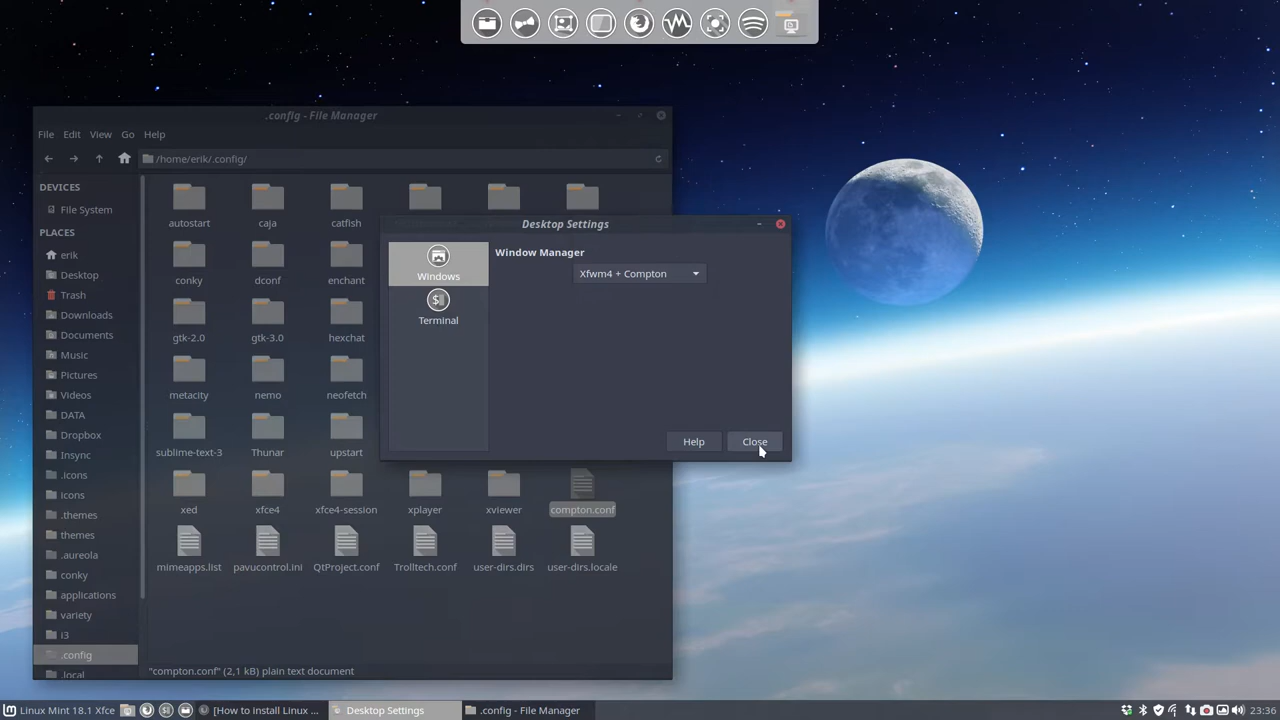 .config - File Manager
File Edit View Go Help
/home/erik/.config/
DEVICES
File System
PLACES
erik
Desktop
Trash
Downloads
Documents
Music
Pictures
Videos
DATA
Dropbox
Insync
.icons
icons
.themes
themes
.aureola
conky
applications
variety
i3
.config
.local
autostart caja catfish
conky dconf enchant
gtk-2.0 gtk-3.0 hexchat
metacity nemo neofetch
sublime-text-3 Thunar upstart
xed xfce4 xfce4-session xplayer xviewer compton.conf
mimeapps.list pavucontrol.ini QtProject.conf Trolltech.conf user-dirs.dirs user-dirs.locale
"compton.conf" (2,1 kB) plain text document
Desktop Settings
Windows
Terminal
Window Manager
Xfwm4 + Compton
Help Close
Linux Mint 18.1 Xfce [How to install Linux ... Desktop Settings .config - File Manager 23:36